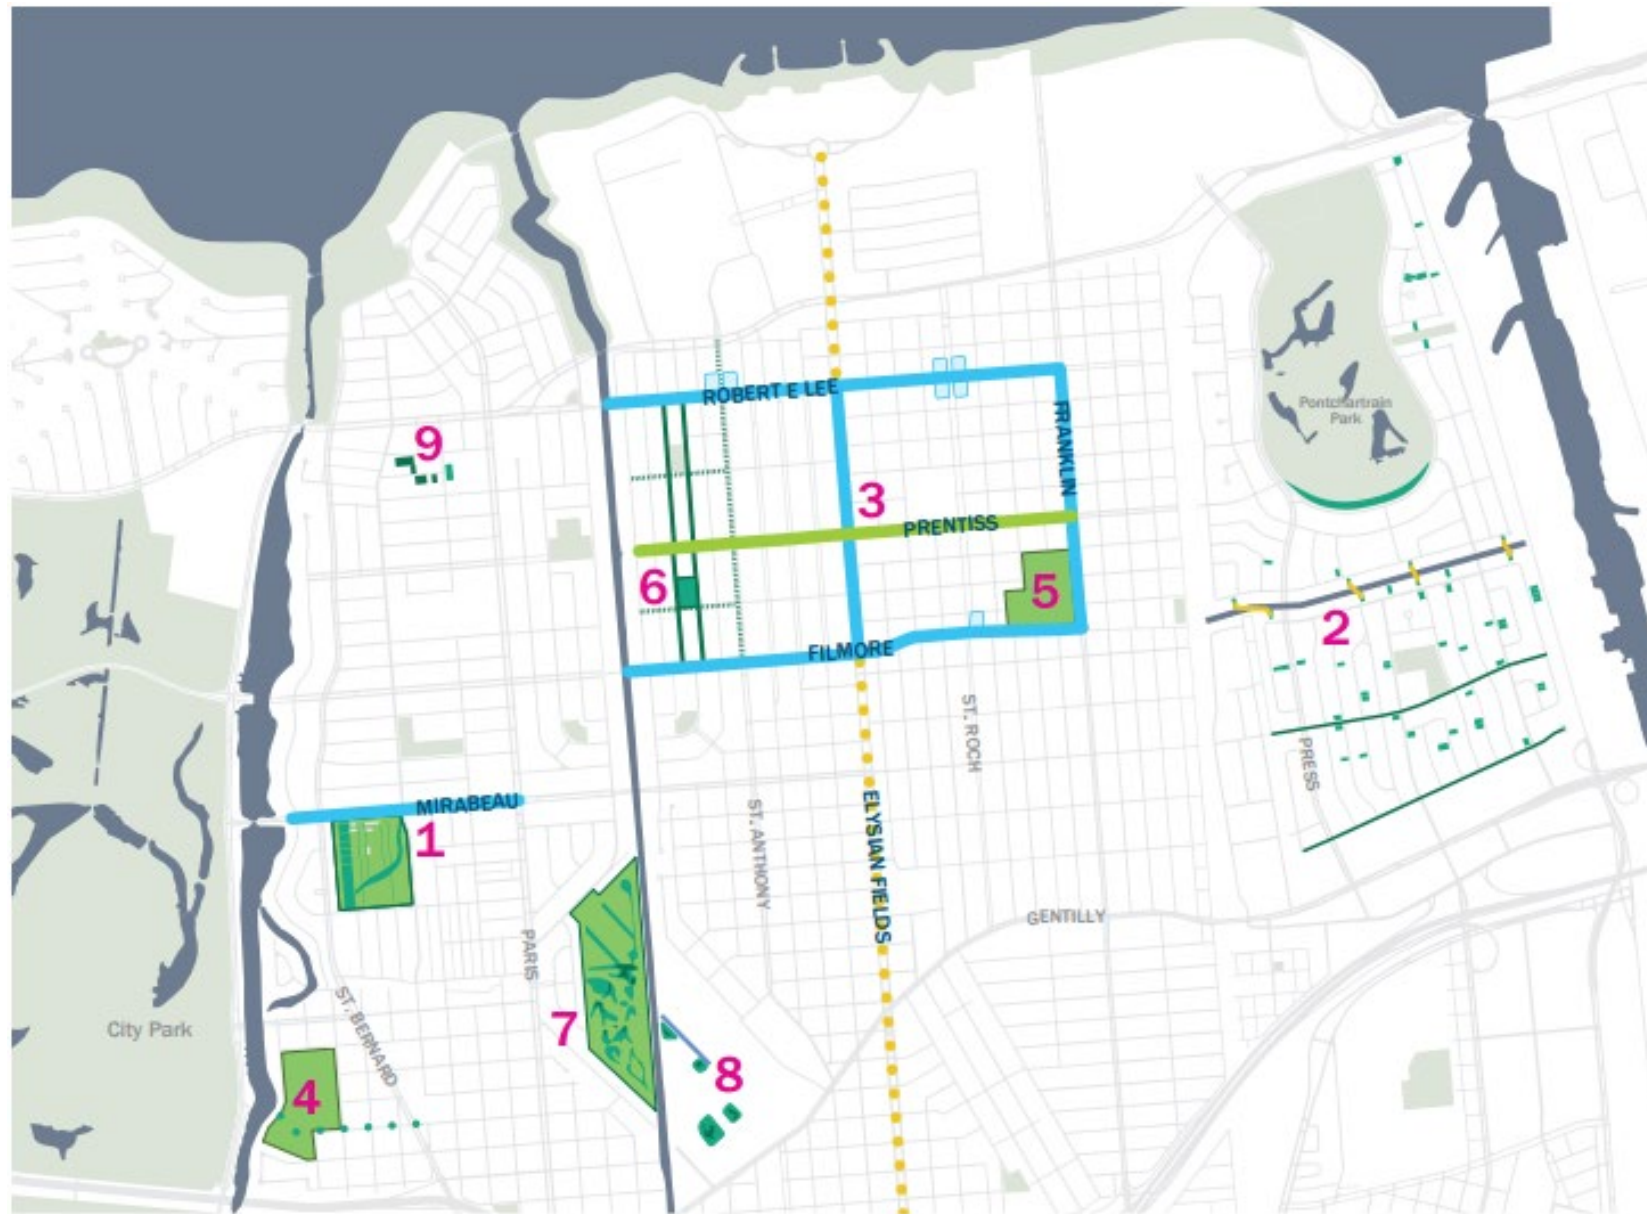 ROBERT E LEE
FRANKLIN
Pontchartrain
Park
9
3
PRENTISS
6
5
2
FILMORE
ST. ROCH
PRESS
MIRABEAU
1
ST. ANTHONY
ELYSIAN FIELDS
GENTILLY
PARIS
City Park
ST. BERNARD
7
8
4